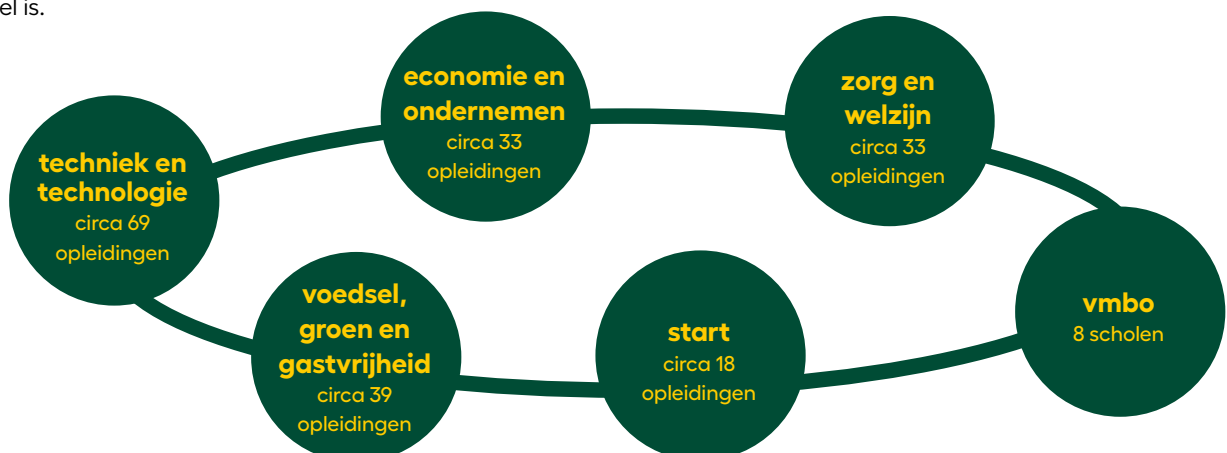 el is.
economie en
ondernemen
circa 33
opleidingen
zorg en
welzijn
circa 33
opleidingen
techniek en
technologie
circa 69
opleidingen
voedsel,
groen en
gastvrijheid
circa 39
opleidingen
start
circa 18
opleidingen
vmbo
8 scholen